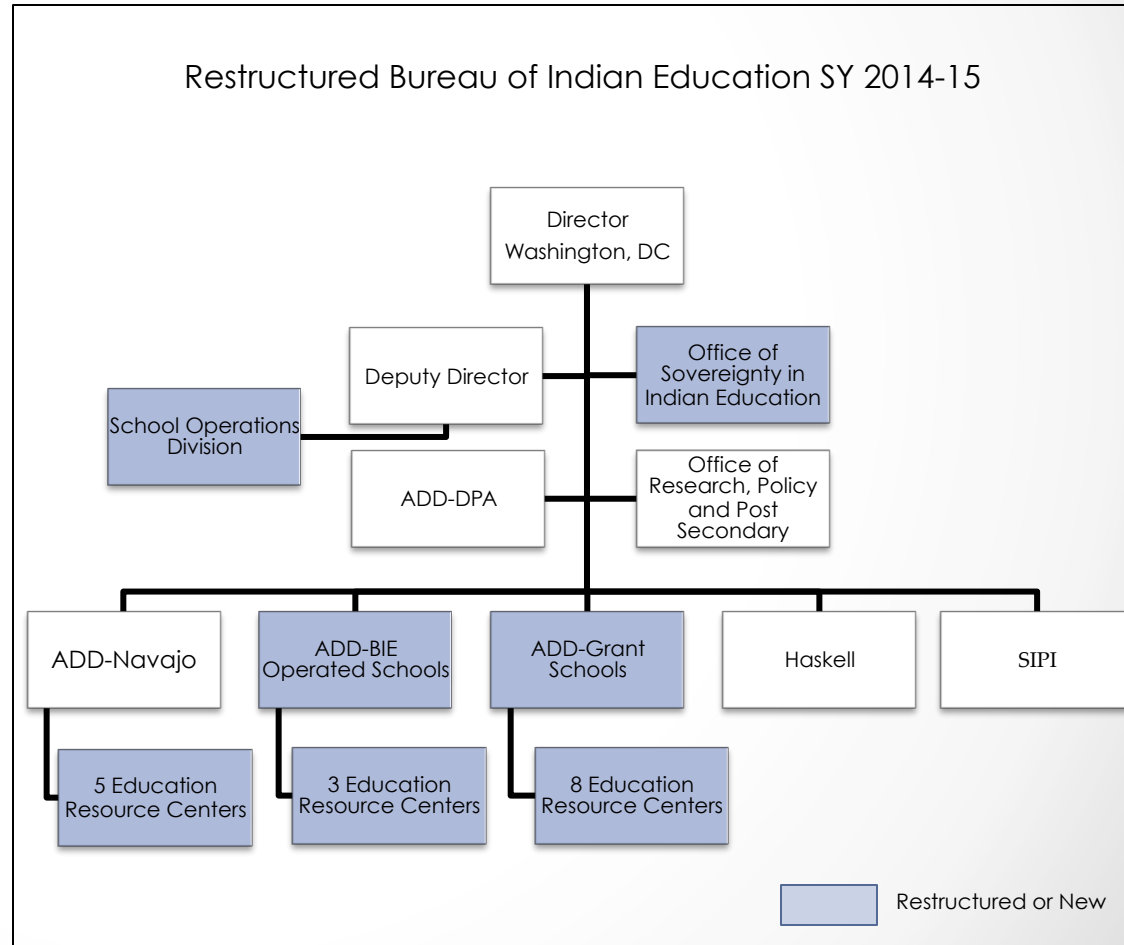 Restructured Bureau of Indian Education SY 2014-15
Director
Washington, DC
Deputy Director
Office of
Sovereignty in
Indian Education
School Operations
Division
ADD-DPA
Office of
Research, Policy
and Post
Secondary
ADD-Navajo
ADD-BIE
Operated Schools
ADD-Grant
Schools
Haskell
SIPI
5 Education
Resource Centers
3 Education
Resource Centers
8 Education
Resource Centers
Restructured or New